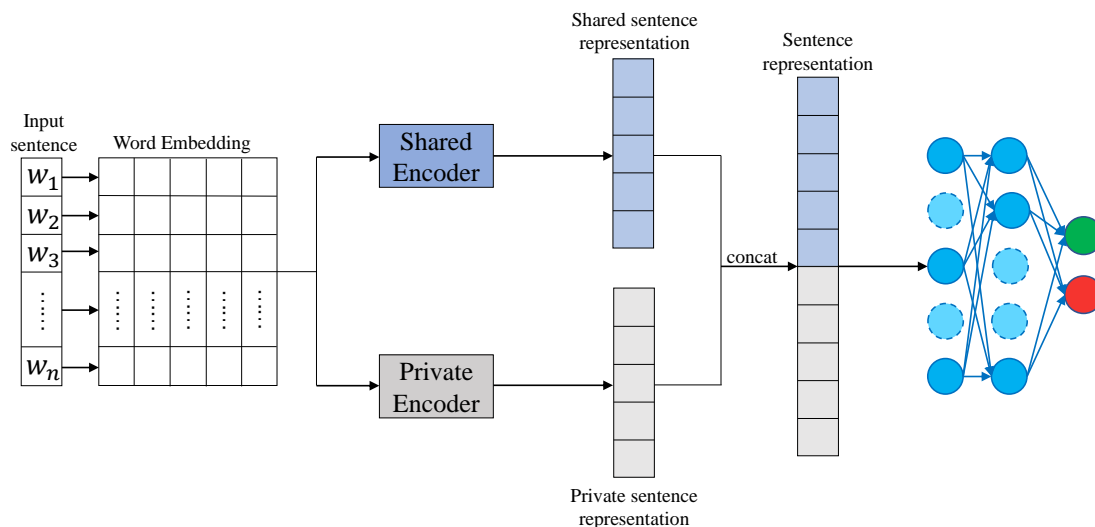 Input
sentence
Word Embedding
w1
w2
w3
......
wn
...... ...... ...... ...... ......
Shared
Encoder
Private
Encoder
Shared sentence
representation
Private sentence
representation
concat
Sentence
representation